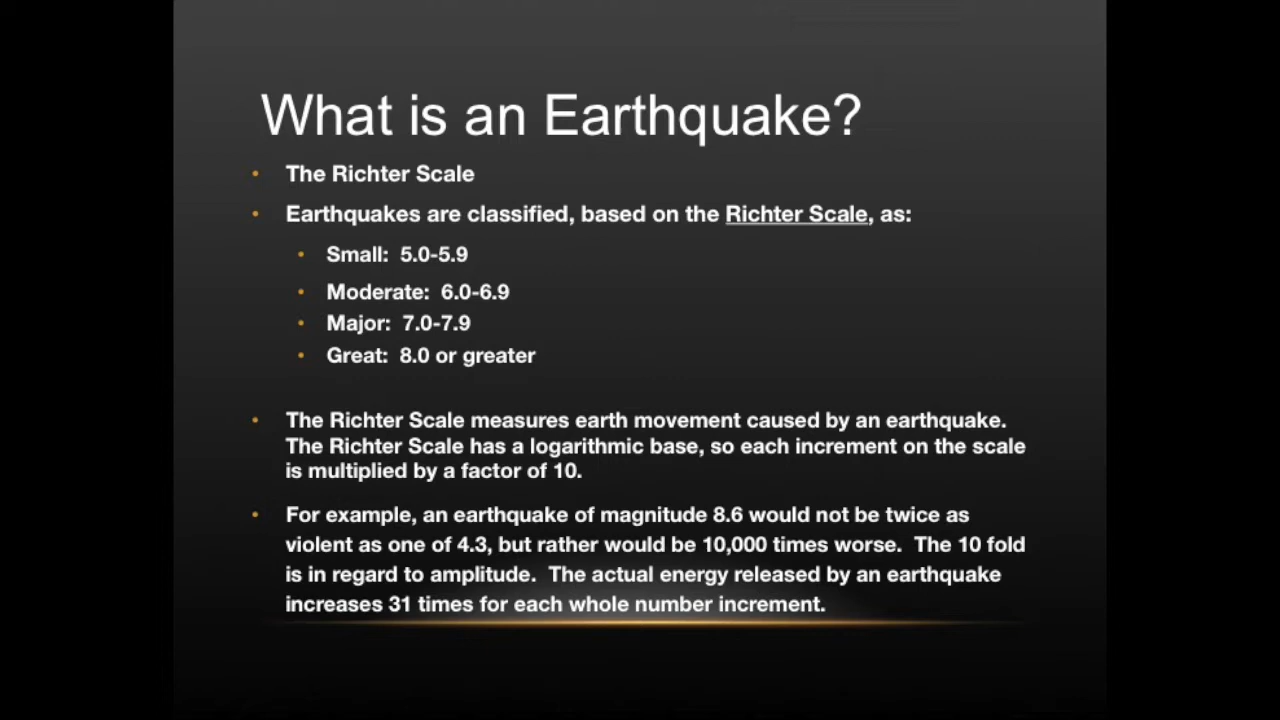 What is an Earthquake?
• The Richter Scale
• Earthquakes are classified, based on the Richter Scale, as:
• Small:  5.0-5.9
• Moderate:  6.0-6.9
• Major:  7.0-7.9
• Great:  8.0 or greater
• The Richter Scale measures earth movement caused by an earthquake.
The Richter Scale has a logarithmic base, so each increment on the scale
is multiplied by a factor of 10.
• For example, an earthquake of magnitude 8.6 would not be twice as
violent as one of 4.3, but rather would be 10,000 times worse.  The 10 fold
is in regard to amplitude.  The actual energy released by an earthquake
increases 31 times for each whole number increment.